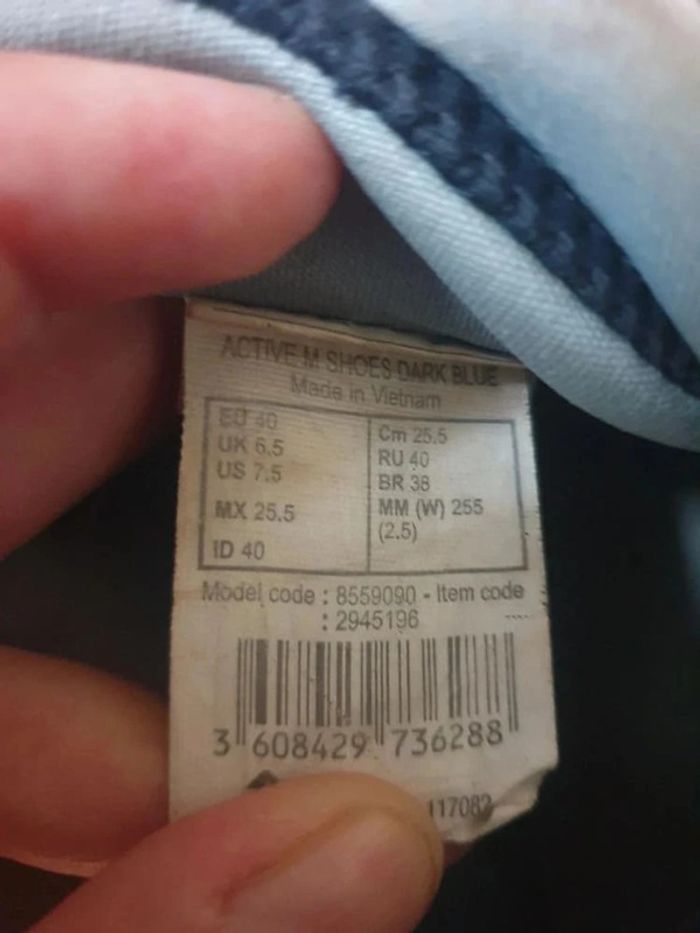 ACTIVE M SHOES DARK BLUE
Made in Vietnam
EU 40
UK 6.5
US 7.5
MX 25.5
ID 40
Cm 25.5
RU 40
BR 38
MM (W) 255
(2.5)
Model code : 8559090 - Item code
: 2945196
3 608429 736288
117082